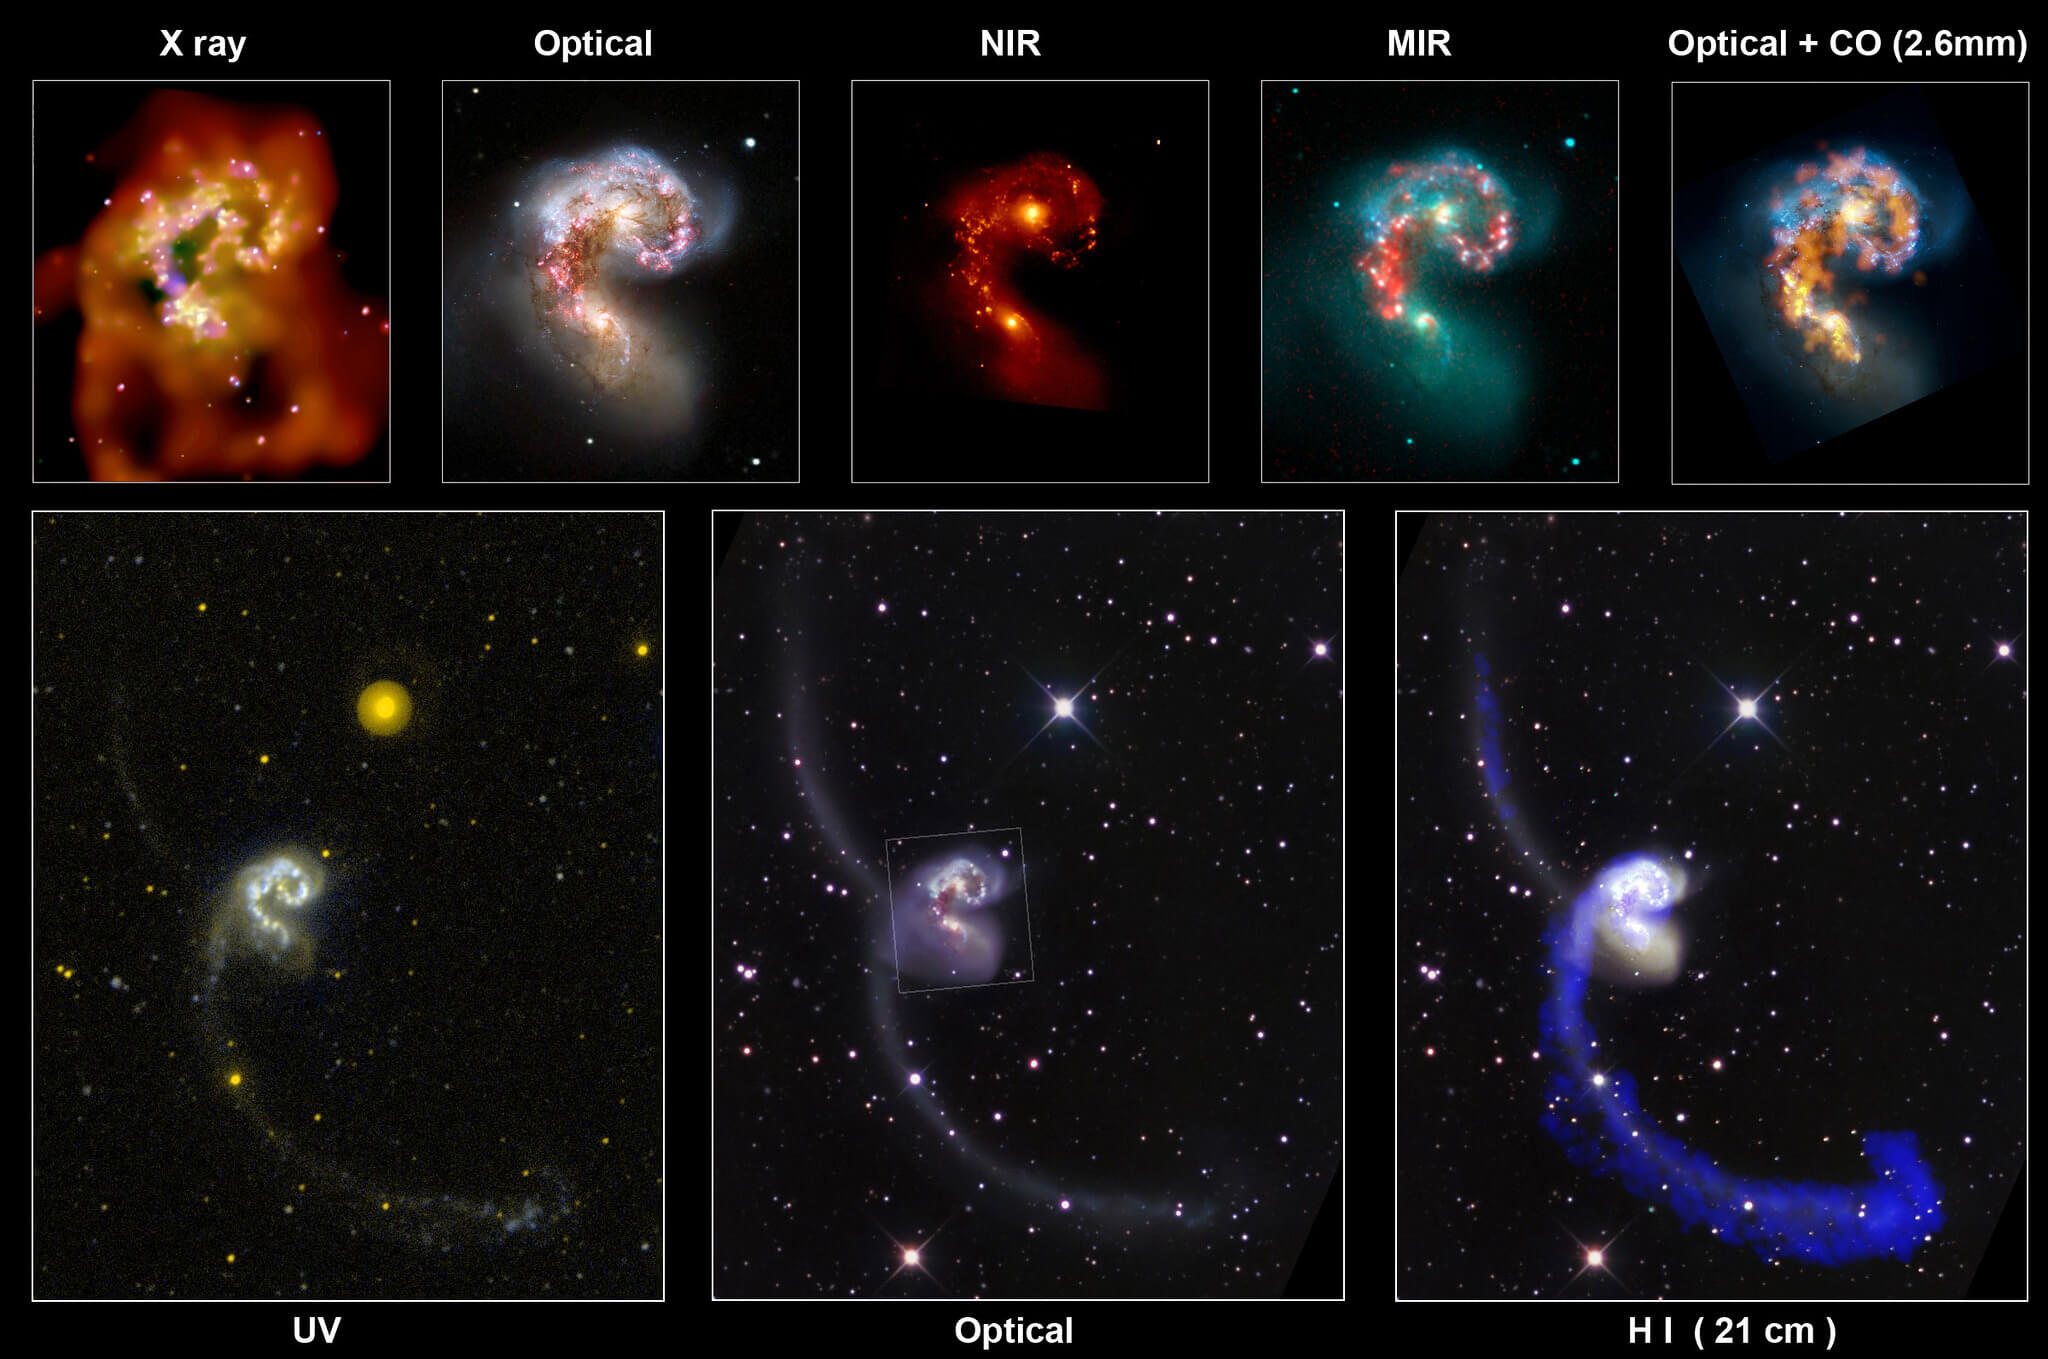 X ray
Optical
NIR
MIR
Optical + CO (2.6mm)
UV
Optical
H I ( 21 cm )